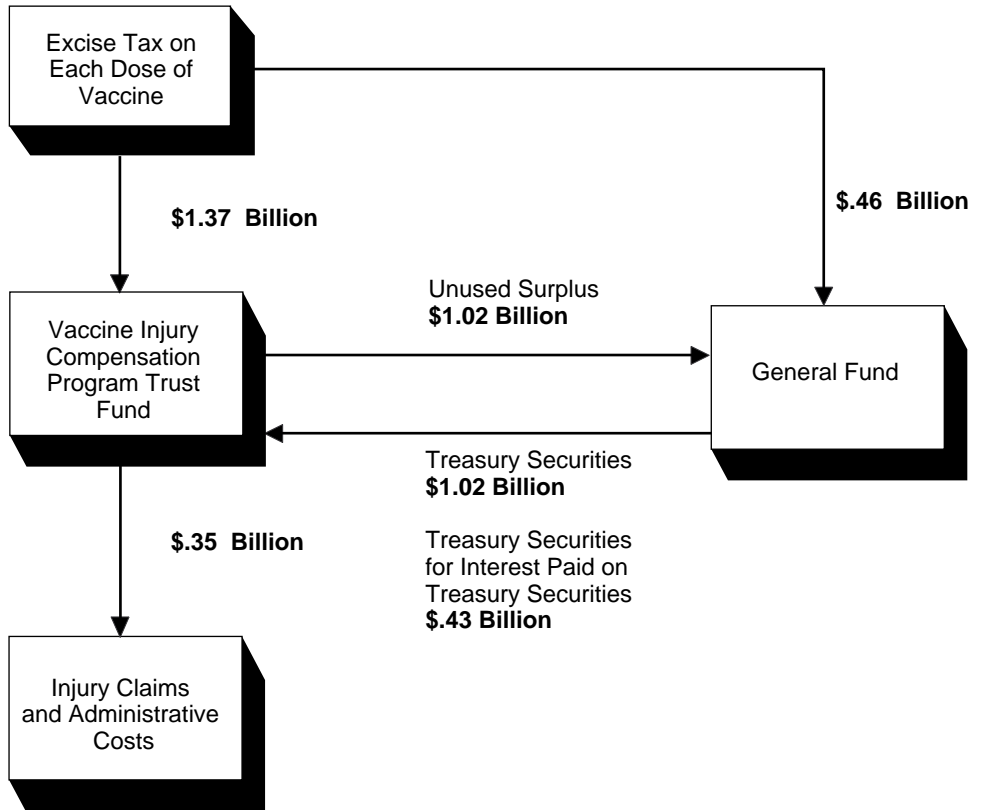 Excise Tax on
Each Dose of
Vaccine
$1.37  Billion
$.46  Billion
Unused Surplus
$1.02 Billion
Vaccine Injury
Compensation
Program Trust
Fund
General Fund
Treasury Securities
$1.02 Billion
$.35  Billion
Treasury Securities
for Interest Paid on
Treasury Securities
$.43 Billion
Injury Claims
and Administrative
Costs